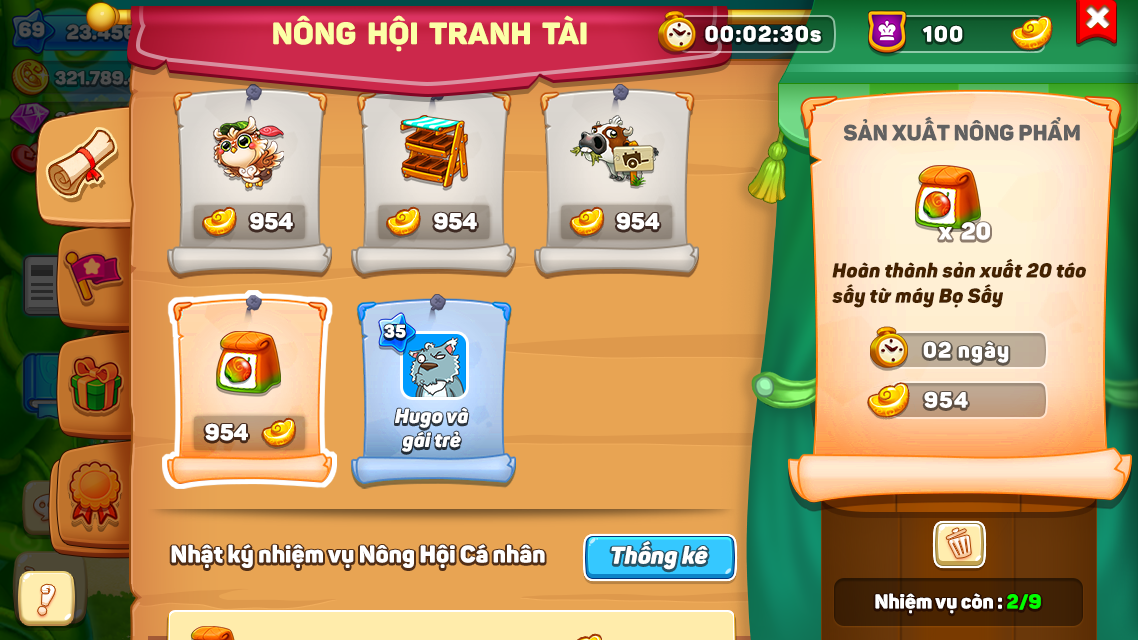 69
NÔNG HỘI TRANH TÀI
00:02:30s
100
321.789.
954
954
954
954
35
Hugo và
gái trẻ
SẢN XUẤT NÔNG PHẨM
x 20
Hoàn thành sản xuất 20 táo
sấy từ máy Bọ Sấy
02 ngày
954
Nhật ký nhiệm vụ Nông Hội Cá nhân
Thống kê
Nhiệm vụ còn : 2/9